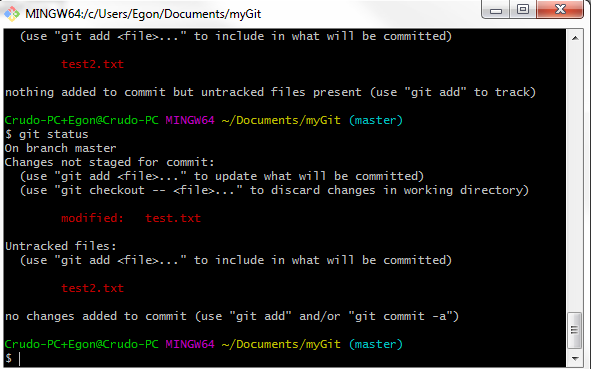 MINGW64:/c/Users/Egon/Documents/myGit
(use "git add <file>..." to include in what will be committed)
test2.txt
nothing added to commit but untracked files present (use "git add" to track)
Crudo-PC+Egon@Crudo-PC MINGW64 ~/Documents/myGit (master)
$ git status
On branch master
Changes not staged for commit:
(use "git add <file>..." to update what will be committed)
(use "git checkout -- <file>..." to discard changes in working directory)
modified:   test.txt
Untracked files:
(use "git add <file>..." to include in what will be committed)
test2.txt
no changes added to commit (use "git add" and/or "git commit -a")
Crudo-PC+Egon@Crudo-PC MINGW64 ~/Documents/myGit (master)
$